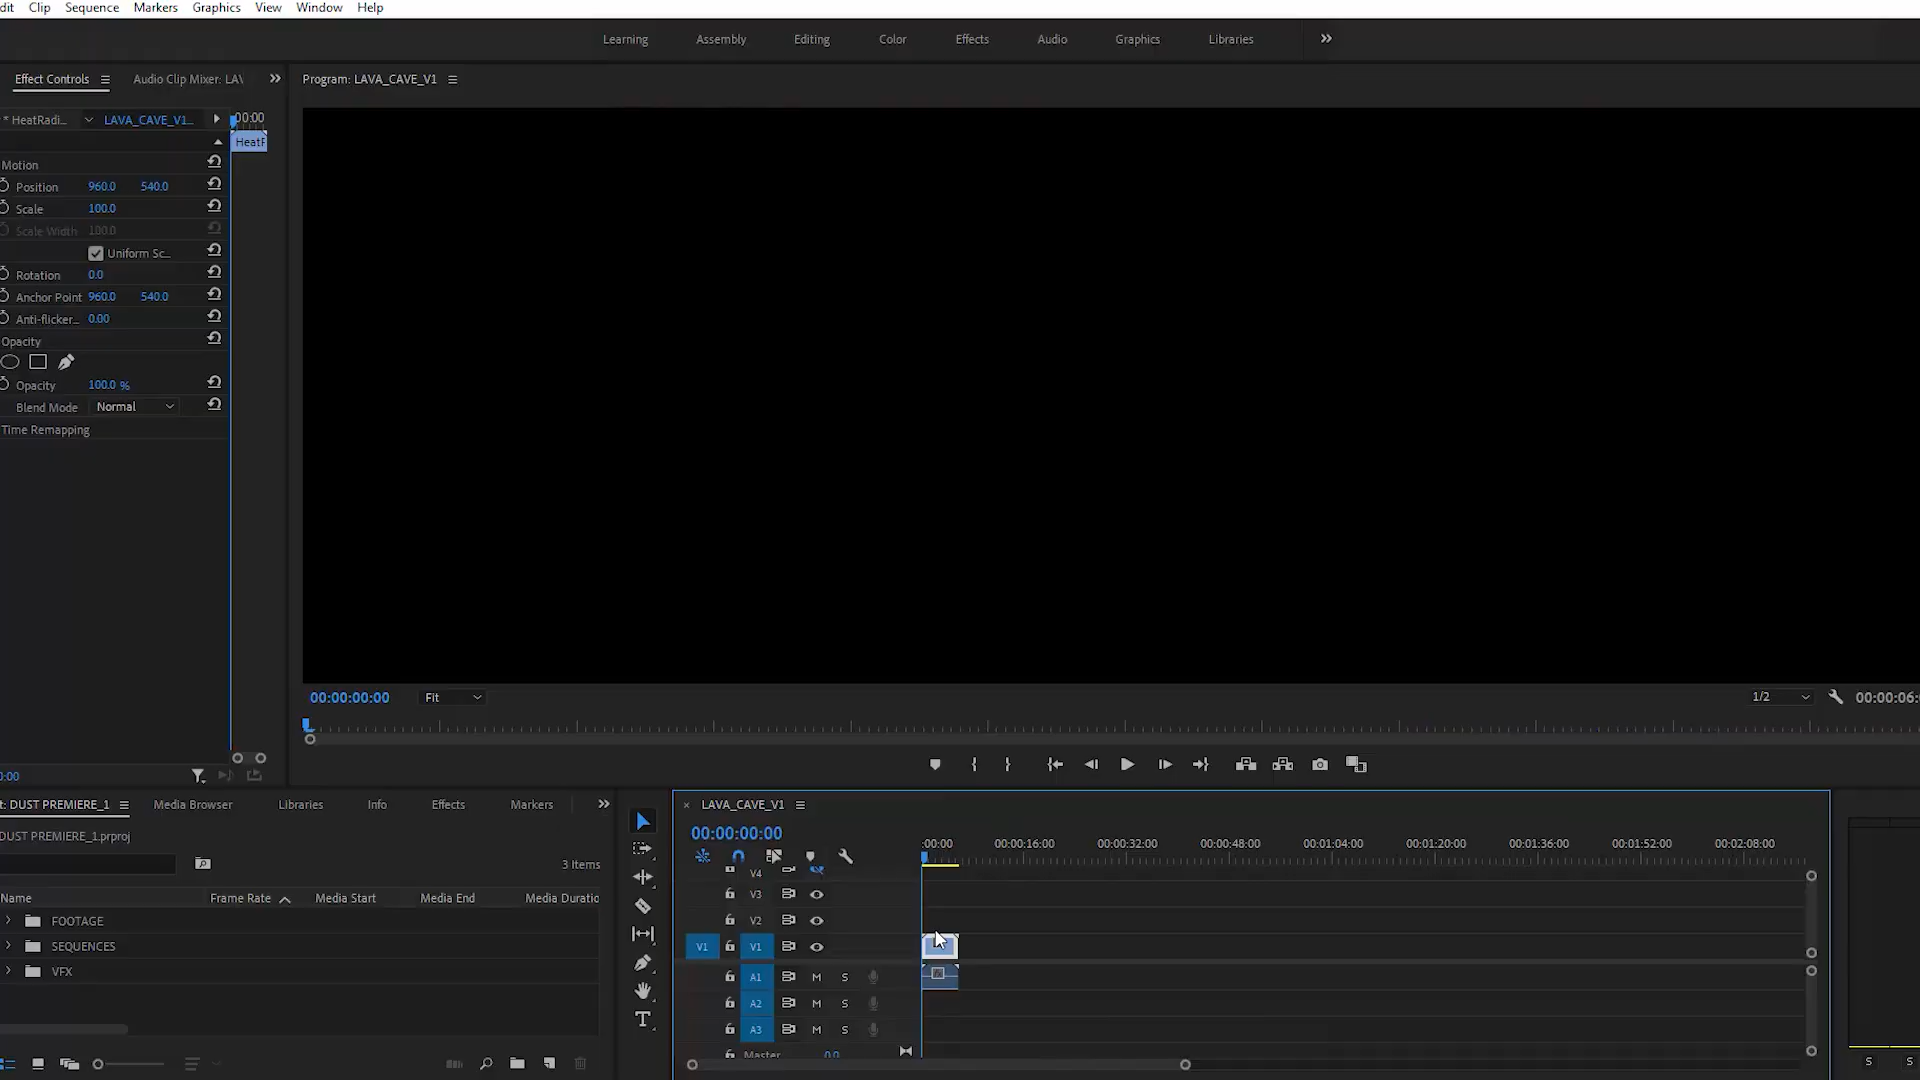 dit Clip Sequence Markers Graphics View Window Help
Learning Assembly Editing Color Effects Audio Graphics Libraries
Effect Controls Audio Clip Mixer: LAV
Program: LAVA_CAVE_V1
* HeatRadi... LAVA_CAVE_V1... :00:00
HeatF
Motion
Position 960.0 540.0
Scale 100.0
Scale Width 100.0
Uniform Sc...
Rotation 0.0
Anchor Point 960.0 540.0
Anti-flicker... 0.00
Opacity
Opacity 100.0 %
Blend Mode Normal
Time Remapping
00:00:00:00 Fit 1/2 00:00:06:
0:00
t: DUST PREMIERE_1 Media Browser Libraries Info Effects Markers
DUST PREMIERE_1.prproj
3 Items
Name Frame Rate Media Start Media End Media Duratio
FOOTAGE
SEQUENCES
VFX
LAVA_CAVE_V1
00:00:00:00
:00:00 00:00:16:00 00:00:32:00 00:00:48:00 00:01:04:00 00:01:20:00 00:01:36:00 00:01:52:00 00:02:08:00
V4
V3
V2
V1 V1
A1 M S
A2 M S
A3 M S
Master 0.0
S S